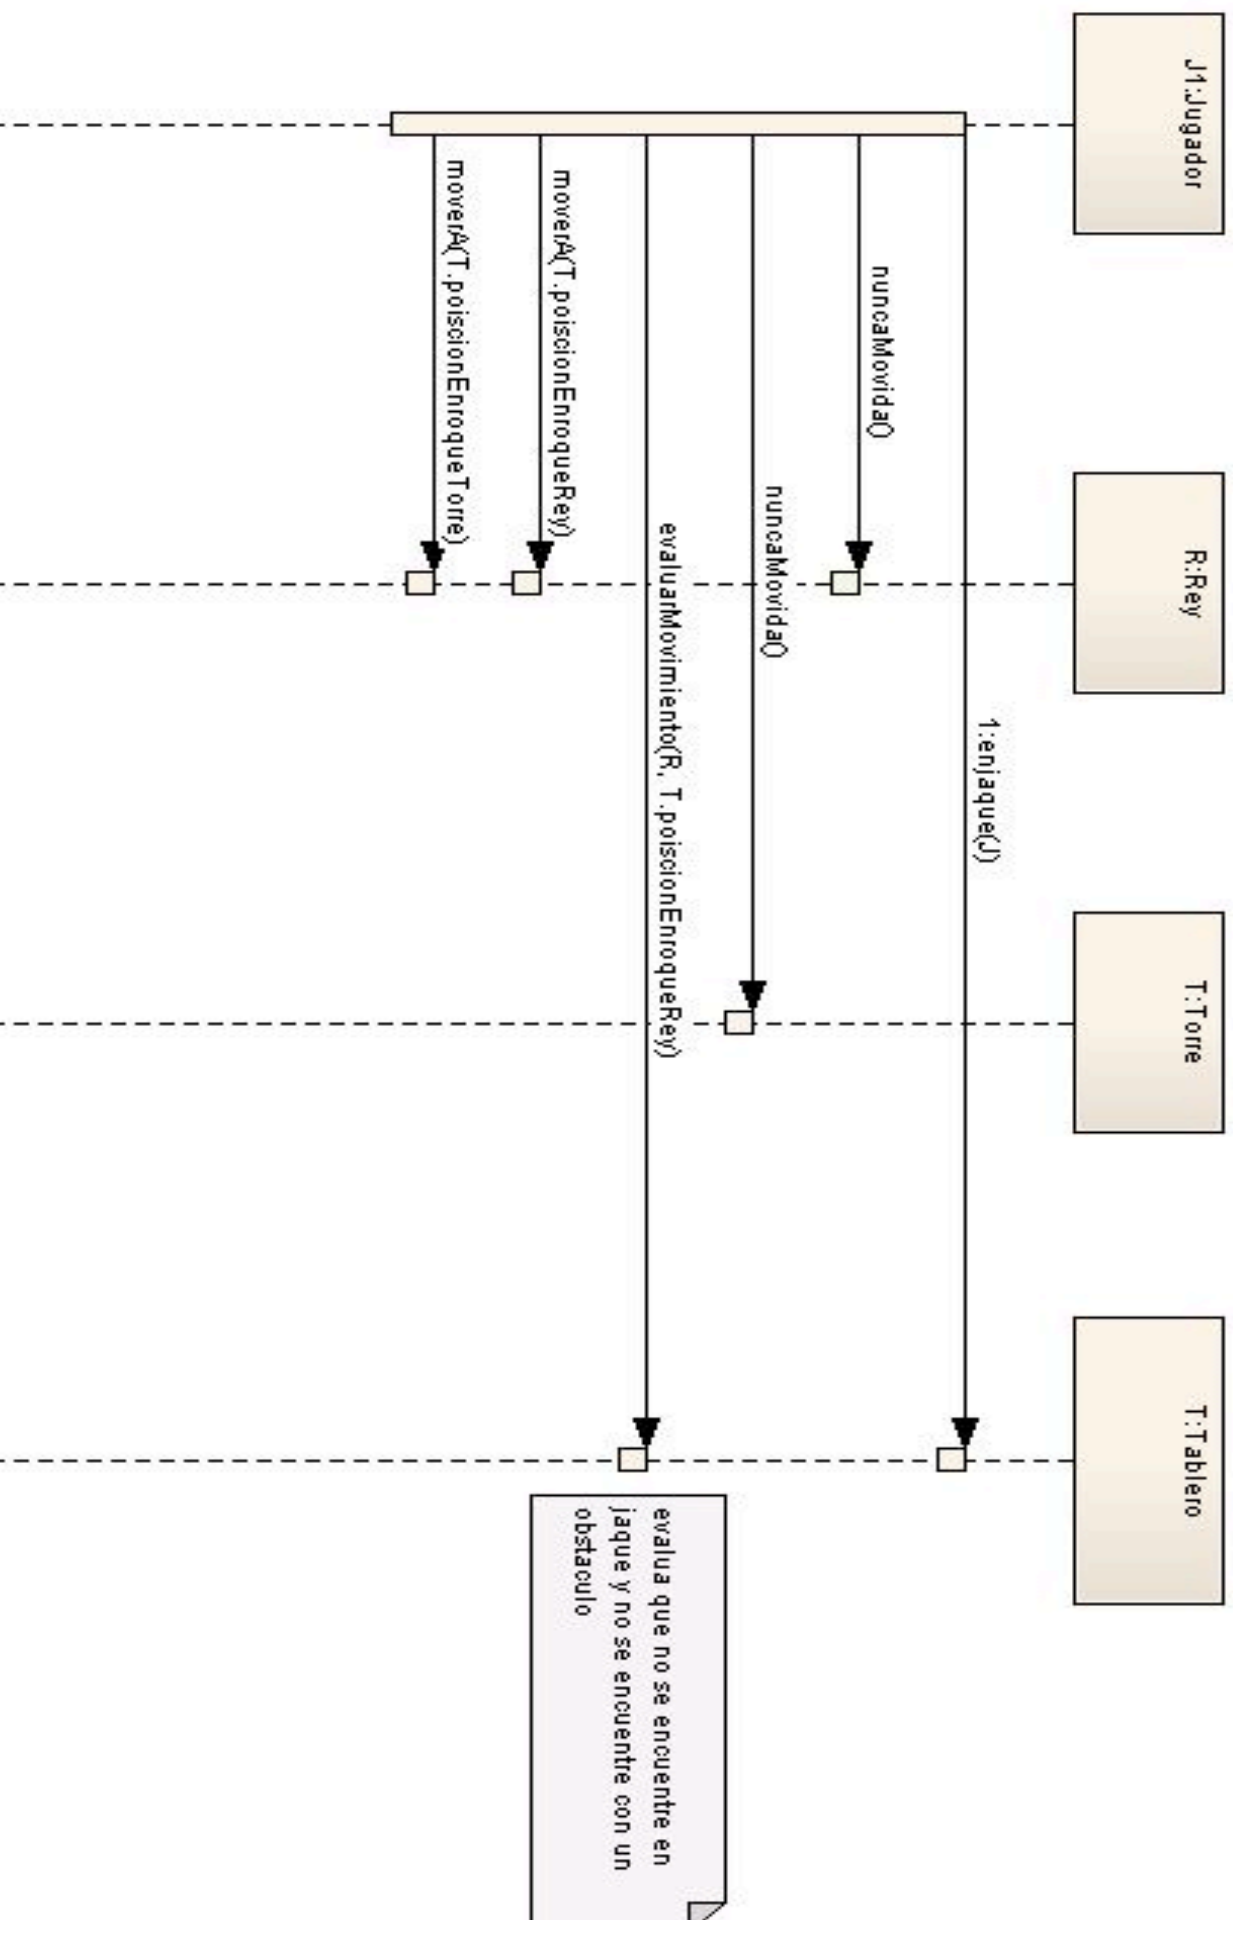 J1:Jugador
R:Rey
T:Torre
T:Tablero
1:enjaque(J)
nuncaMovida()
nuncaMovida()
evaluarMovimiento(R, T.poiscionEnroqueRey)
evalua que no se encuentre en
jaque y no se encuentre con un
obstaculo
moverA(T.poiscionEnroqueRey)
moverA(T.poiscionEnroqueTorre)